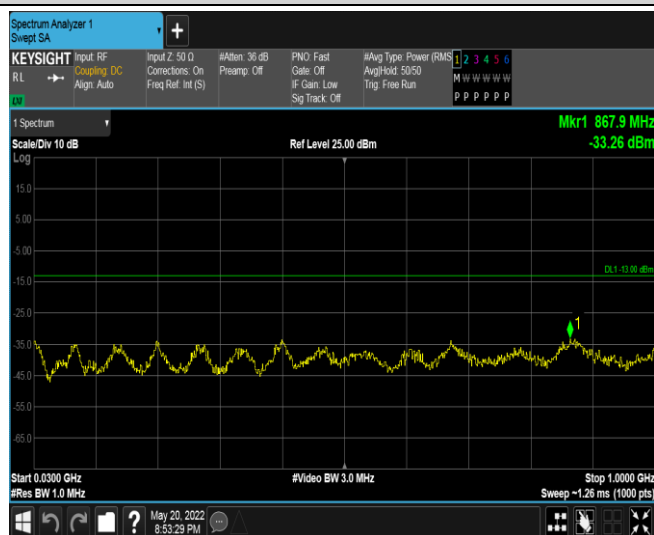 Spectrum Analyzer 1
Swept SA
+
KEYSIGHT
RL
LXI
Input: RF
Coupling: DC
Align: Auto
Input Z: 50 Ω
Corrections: On
Freq Ref: Int (S)
#Atten: 36 dB
Preamp: Off
PNO: Fast
Gate: Off
IF Gain: Low
Sig Track: Off
#Avg Type: Power (RMS
Avg|Hold: 50/50
Trig: Free Run
1 2 3 4 5 6
M W W W W W
P P P P P P
1 Spectrum
Scale/Div 10 dB
Ref Level 25.00 dBm
Mkr1 867.9 MHz
-33.26 dBm
Log
15.0
5.00
-5.00
DL1 -13.00 dBm
-15.0
-25.0
1
-35.0
-45.0
-55.0
-65.0
Start 0.0300 GHz
#Video BW 3.0 MHz
Stop 1.0000 GHz
#Res BW 1.0 MHz
Sweep ~1.26 ms (1000 pts)
?
May 20, 2022
8:53:29 PM